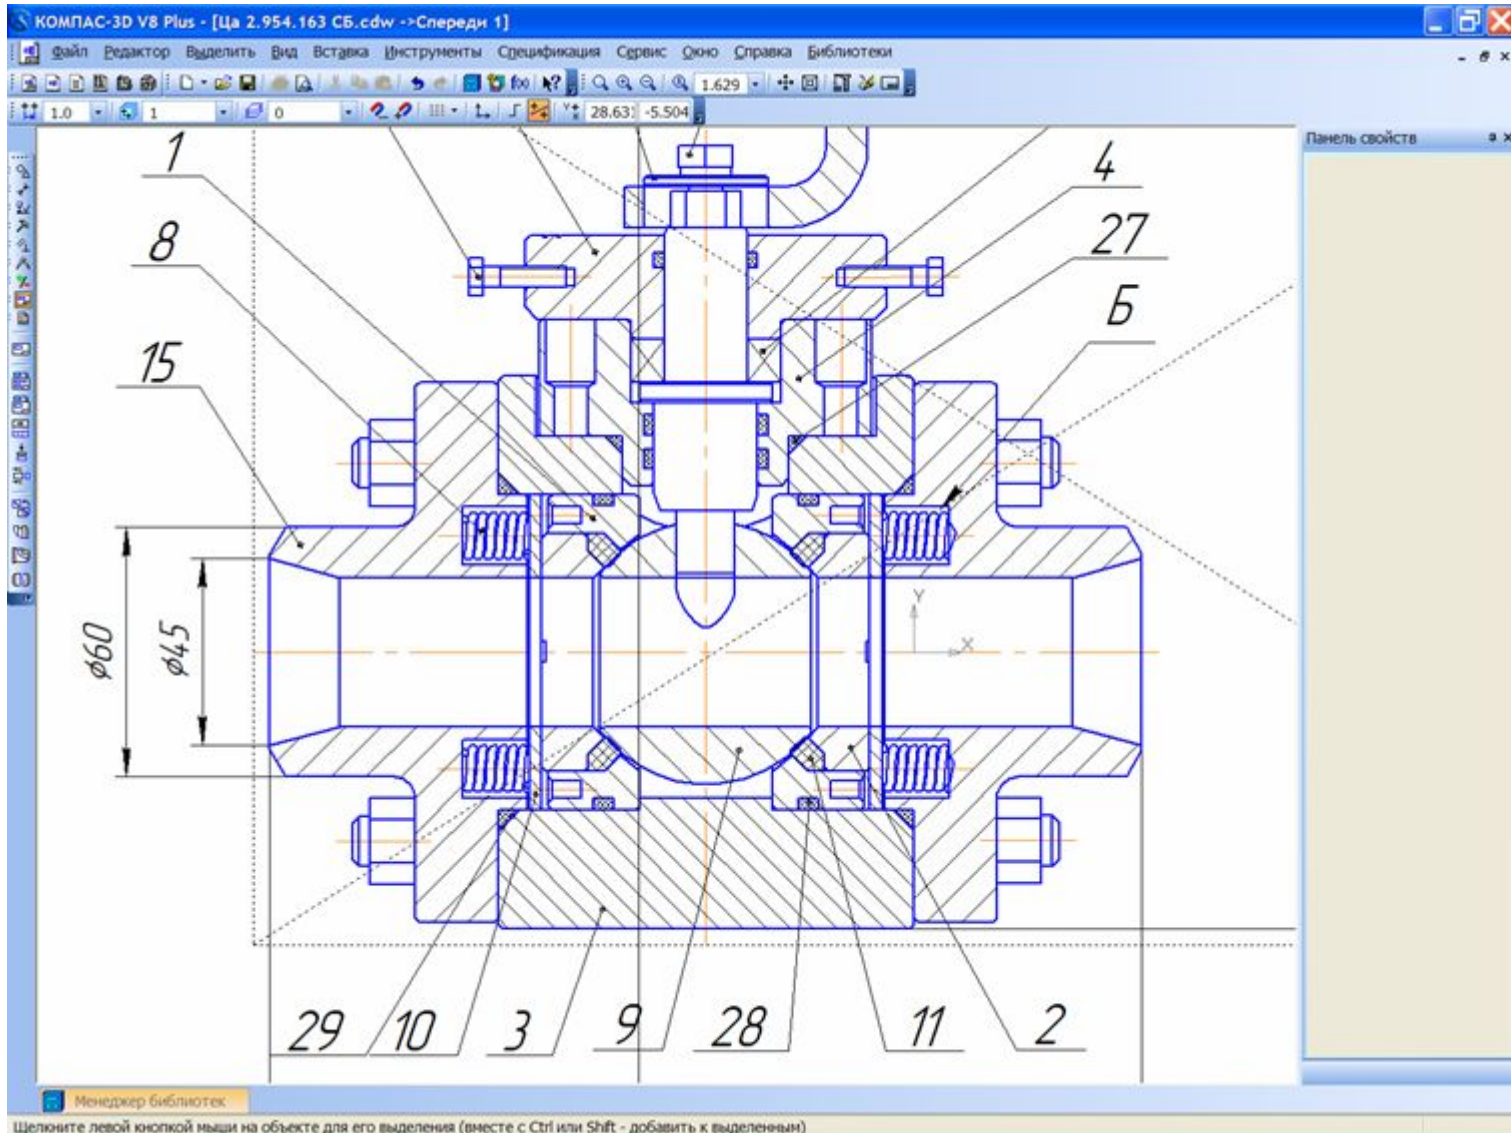 КОМПАС-3D V8 Plus - [Ца 2.954.163 СБ.cdw ->Спереди 1]
Файл Редактор Выделить Вид Вставка Инструменты Спецификация Сервис Окно Справка Библиотеки
1.629
1.0 1 0 28.631 -5.504
Панель свойств
1
4
8
27
Б
15
⌀60
⌀45
Y
X
29 10 3 9 28 11 2
Менеджер библиотек
Щелкните левой кнопкой мыши на объекте для его выделения (вместе с Ctrl или Shift - добавить к выделенным)